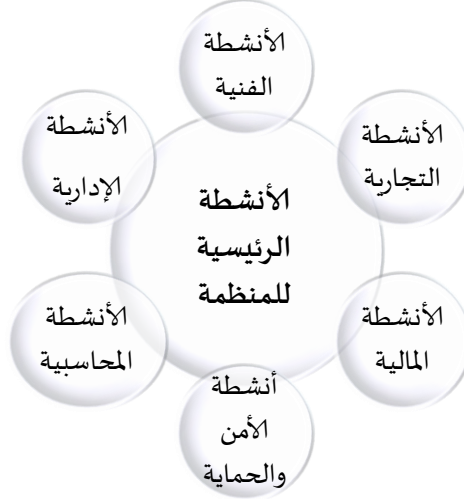 الأنشطة
الفنية
الأنشطة
التجارية
الأنشطة
المالية
أنشطة
الأمن
والحماية
الأنشطة
المحاسبية
الأنشطة
الإدارية
الأنشطة
الرئيسية
للمنظمة